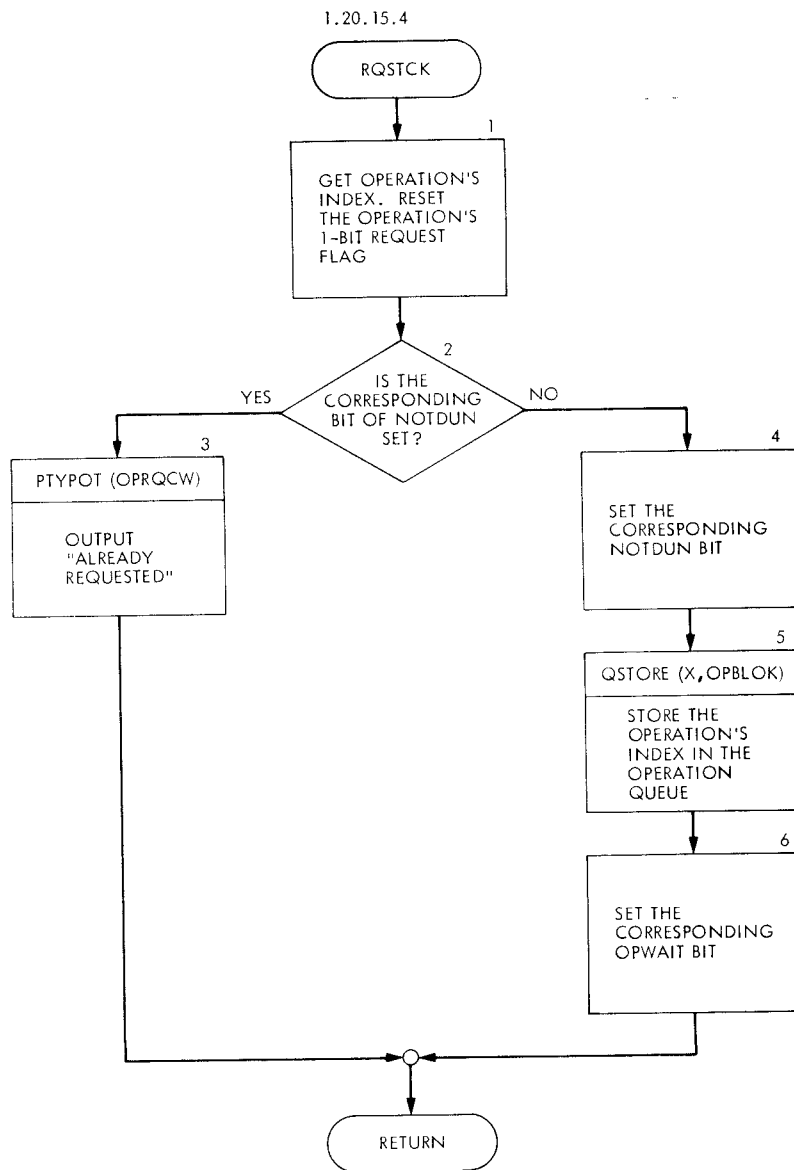 1.20.15.4
RQSTCK
1
GET OPERATION'S
INDEX. RESET
THE OPERATION'S
1-BIT REQUEST
FLAG
2
IS THE
CORRESPONDING
BIT OF NOTDUN
SET?
YES
NO
3
PTYPOT (OPRQCW)
OUTPUT
"ALREADY
REQUESTED"
4
SET THE
CORRESPONDING
NOTDUN BIT
5
QSTORE (X,OPBLOK)
STORE THE
OPERATION'S
INDEX IN THE
OPERATION
QUEUE
6
SET THE
CORRESPONDING
OPWAIT BIT
RETURN